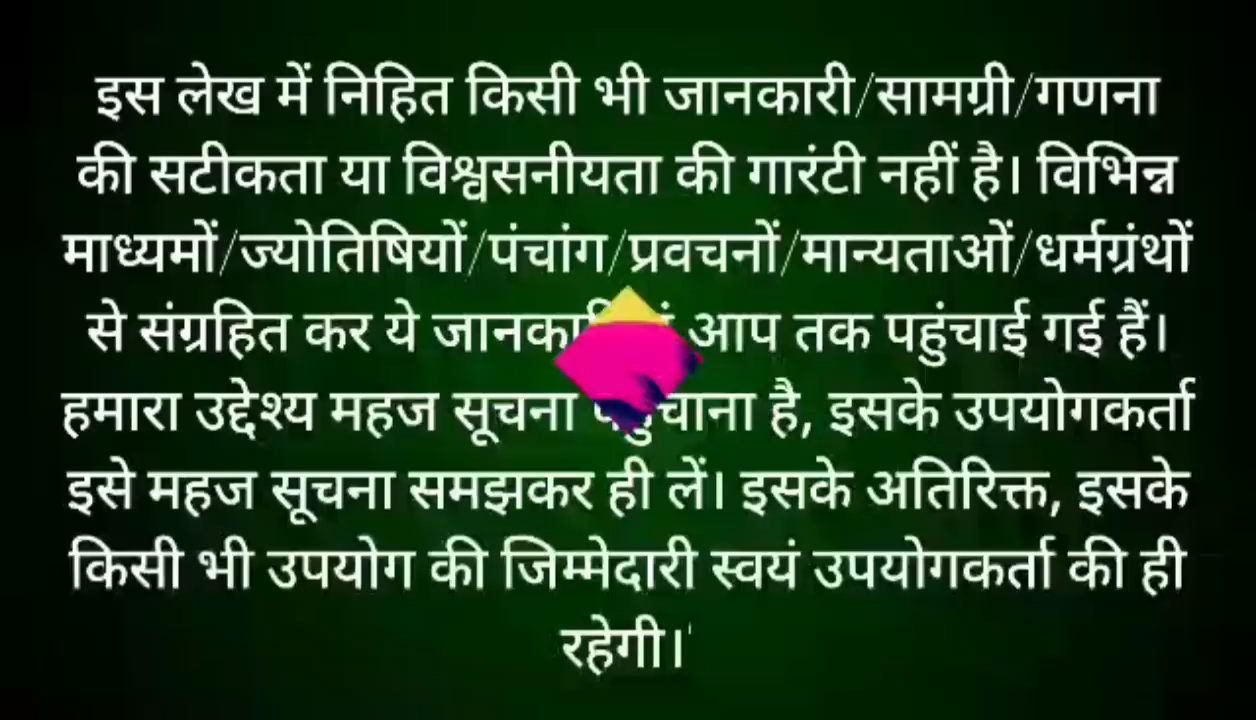 इस लेख में निहित किसी भी जानकारी/सामग्री/गणना
की सटीकता या विश्वसनीयता की गारंटी नहीं है। विभिन्न
माध्यमों/ज्योतिषियों/पंचांग/प्रवचनों/मान्यताओं/धर्मग्रंथों
से संग्रहित कर ये आप तक पहुंचाई गई हैं।
हमारा उद्देश्य महज सूचना है, इसके उपयोगकर्ता
इसे महज सूचना समझकर ही लें। इसके अतिरिक्त, इसके
किसी भी उपयोग की जिम्मेदारी स्वयं उपयोगकर्ता की ही
रहेगी।'